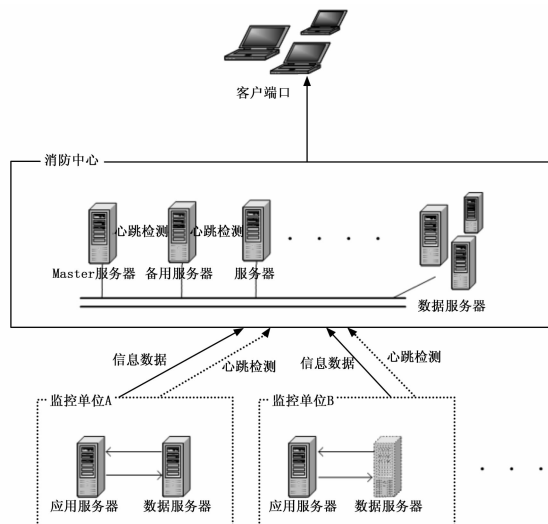 客户端口
消防中心
心跳检测 心跳检测
Master服务器 备用服务器 服务器
数据服务器
信息数据 心跳检测 信息数据 心跳检测
监控单位A 监控单位B
应用服务器 数据服务器 应用服务器 数据服务器